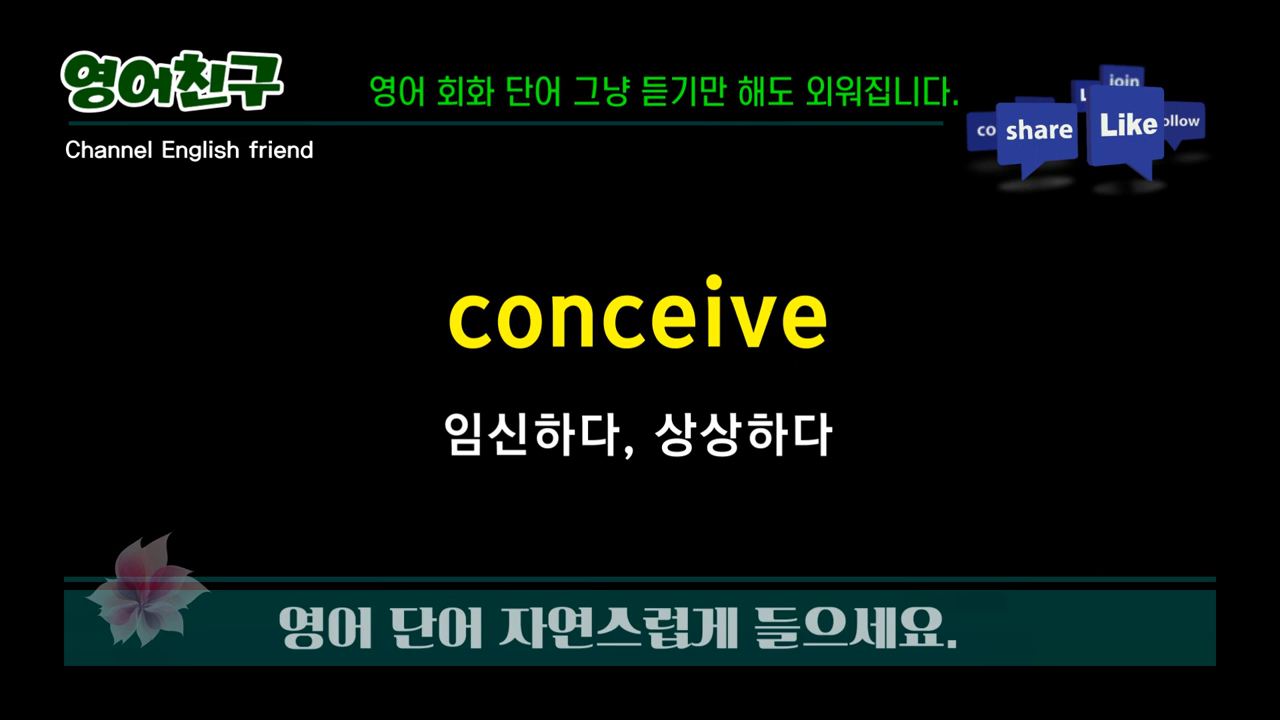 영어친구
영어 회화 단어 그냥 듣기만 해도 외워집니다.
join
share
Like
Channel English friend
conceive
임신하다, 상상하다
영어 단어 자연스럽게 들으세요.